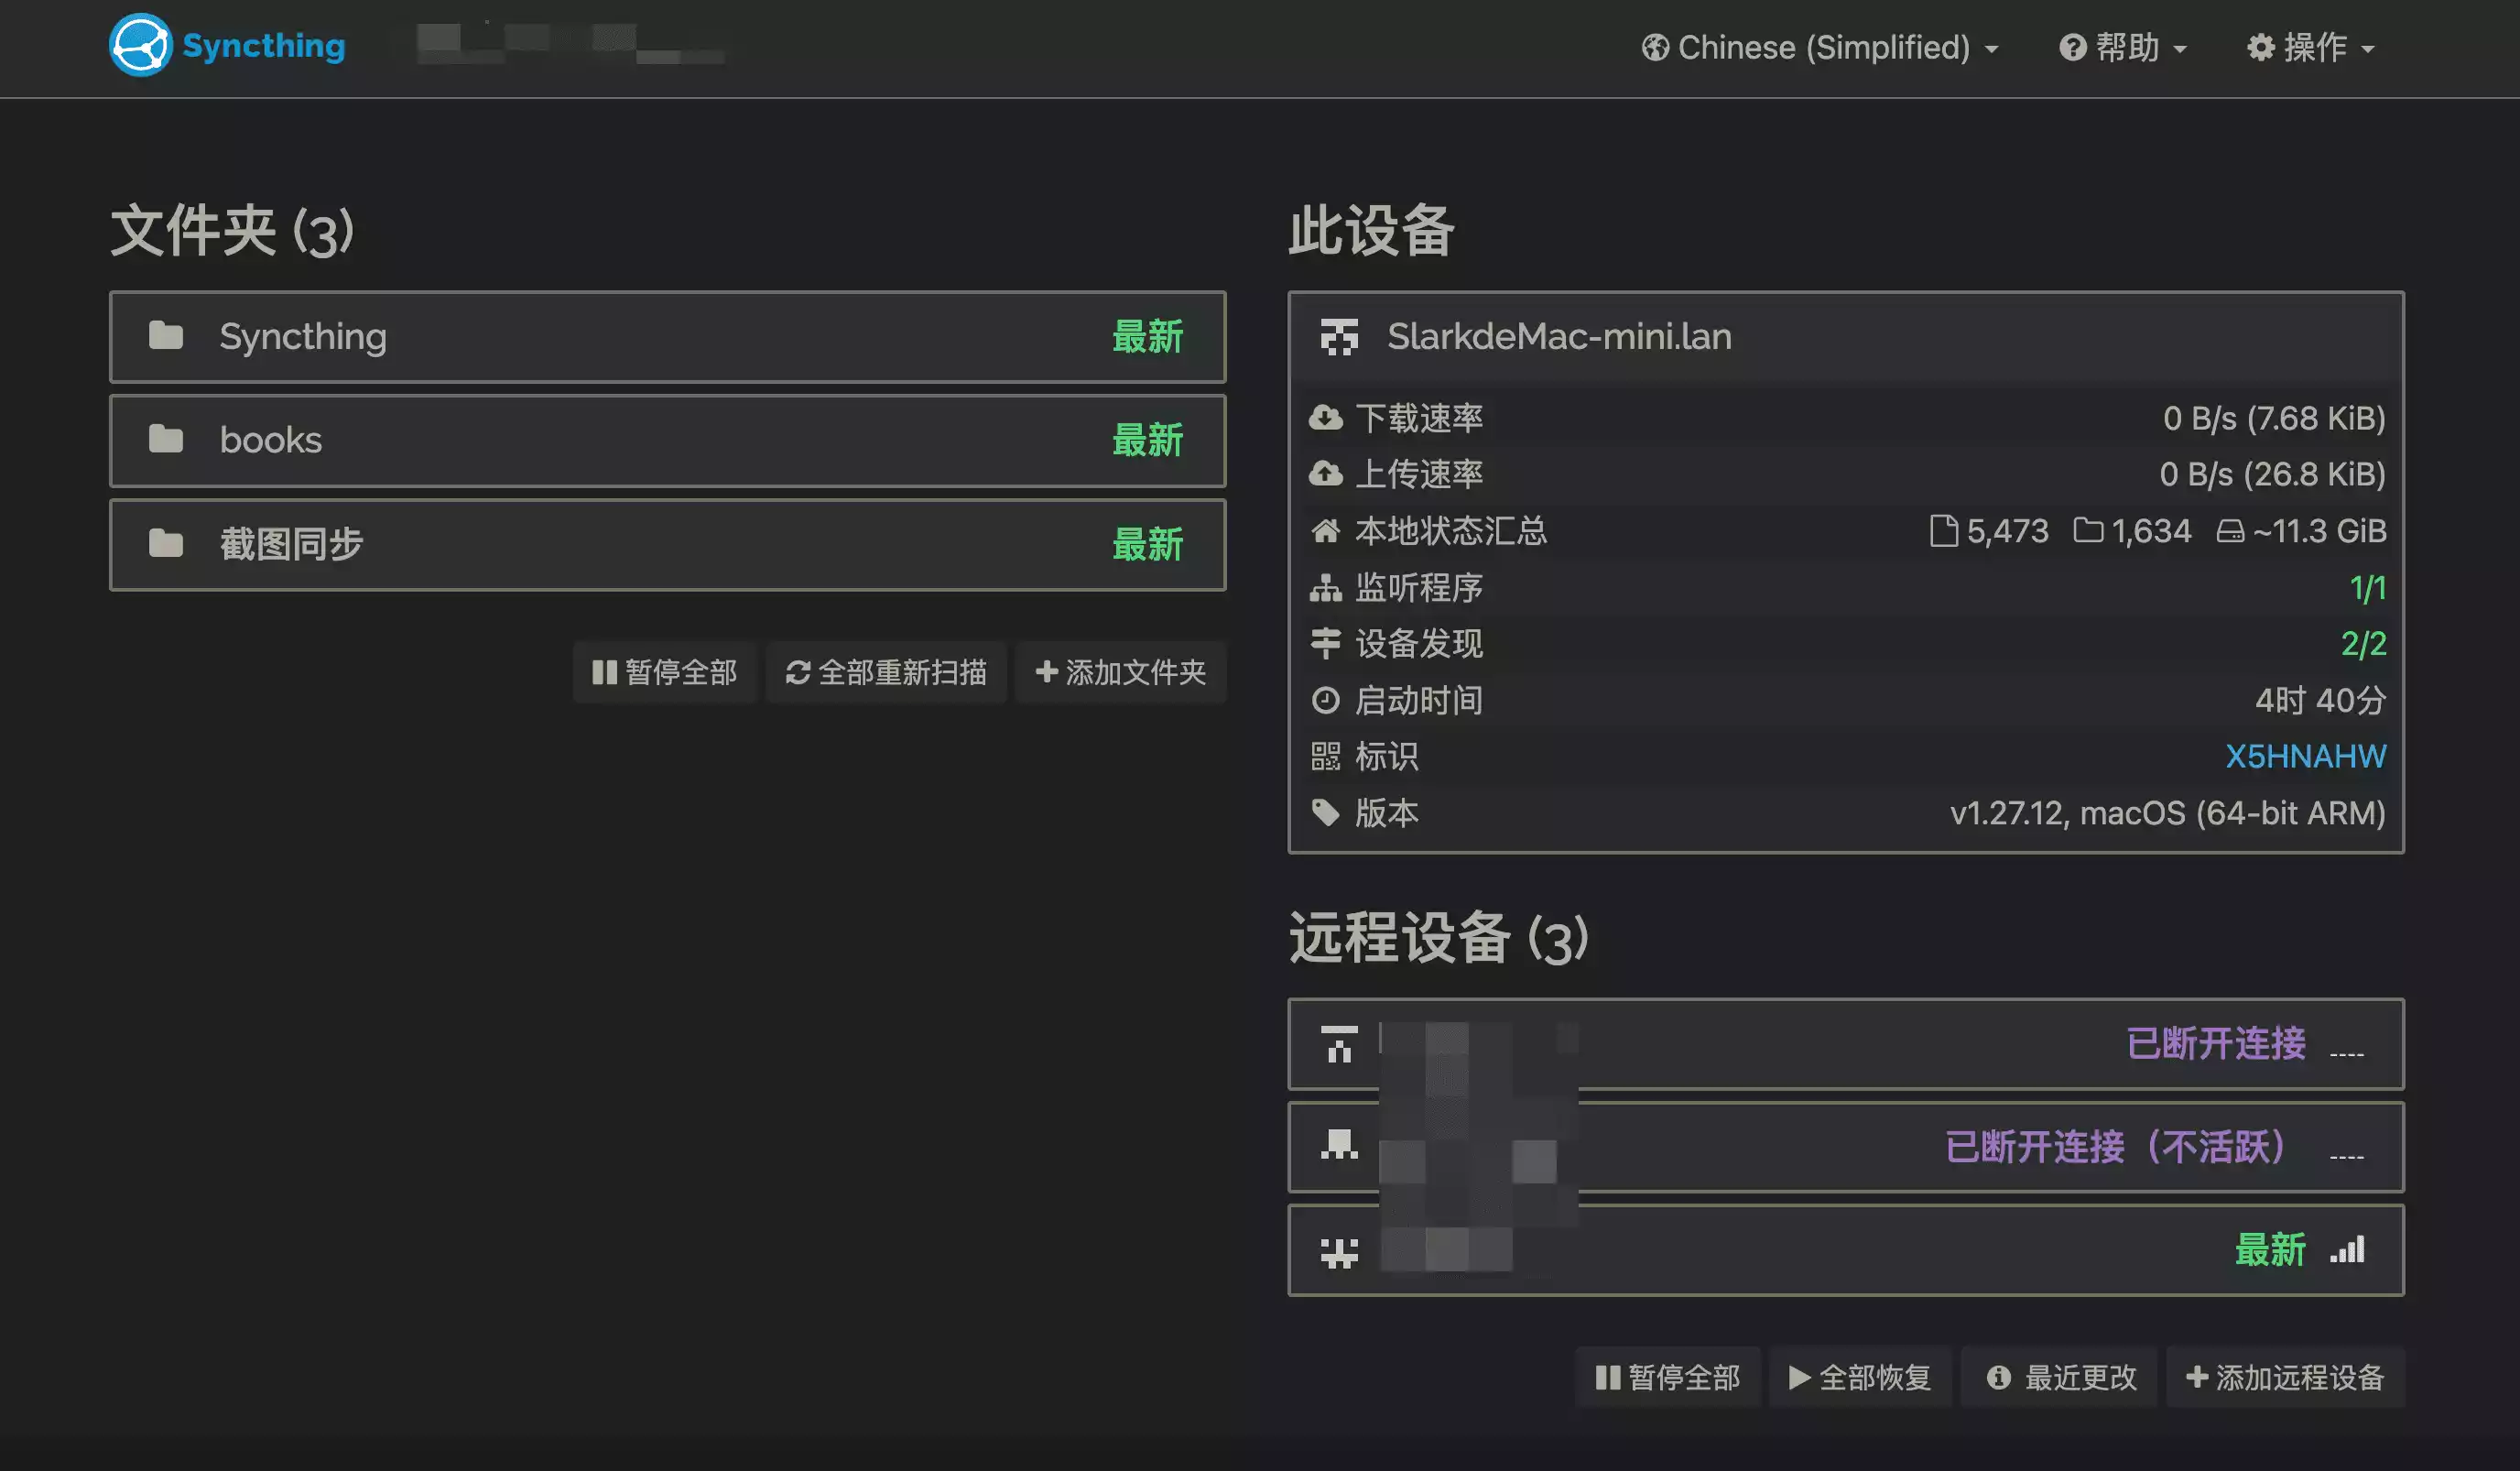 Syncthing
Chinese (Simplified) 帮助 操作
文件夹 (3)
Syncthing 最新
books 最新
截图同步 最新
暂停全部 全部重新扫描 添加文件夹
此设备
SlarkdeMac-mini.lan
下载速率 0 B/s (7.68 KiB)
上传速率 0 B/s (26.8 KiB)
本地状态汇总 5,473 1,634 ~11.3 GiB
监听程序 1/1
设备发现 2/2
启动时间 4时 40分
标识 X5HNAHW
版本 v1.27.12, macOS (64-bit ARM)
远程设备 (3)
已断开连接
已断开连接（不活跃）
最新
暂停全部 全部恢复 最近更改 添加远程设备